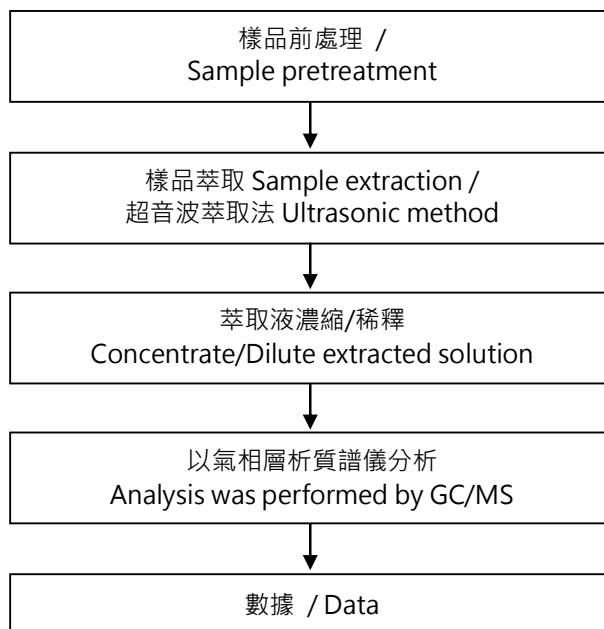 樣品前處理 /
Sample pretreatment
樣品萃取 Sample extraction /
超音波萃取法 Ultrasonic method
萃取液濃縮/稀釋
Concentrate/Dilute extracted solution
以氣相層析質譜儀分析
Analysis was performed by GC/MS
數據 / Data